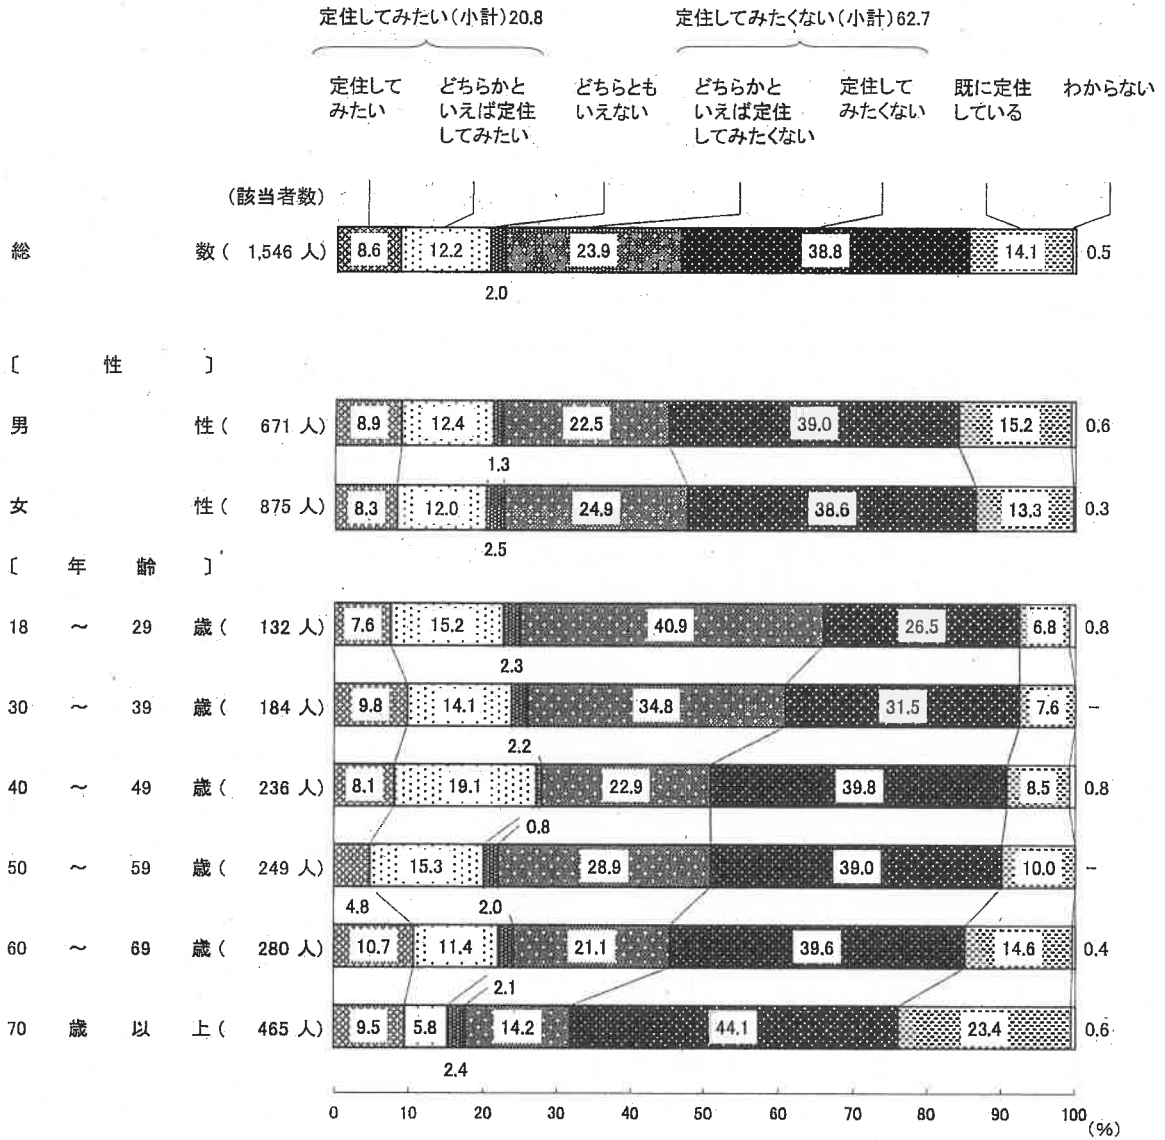 定住してみたい(小計)20.8 定住してみたくない(小計)62.7
定住して どちらかと どちらとも どちらかと 定住して 既に定住 わからない
みたい いえば定住 いえない いえば定住 みたくない している
してみたい してみたくない
(該当者数)
総 数( 1,546 人) 8.6 12.2 23.9 38.8 14.1 0.5
2.0
〔 性 〕
男 性( 671 人) 8.9 12.4 22.5 39.0 15.2 0.6
1.3
女 性( 875 人) 8.3 12.0 24.9 38.6 13.3 0.3
2.5
〔 年 齢 〕
18 ～ 29 歳( 132 人) 7.6 15.2 40.9 26.5 6.8 0.8
2.3
30 ～ 39 歳( 184 人) 9.8 14.1 34.8 31.5 7.6 －
2.2
40 ～ 49 歳( 236 人) 8.1 19.1 22.9 39.8 8.5 0.8
0.8
50 ～ 59 歳( 249 人) 15.3 28.9 39.0 10.0 －
4.8 2.0
60 ～ 69 歳( 280 人) 10.7 11.4 21.1 39.6 14.6 0.4
2.1
70 歳 以 上( 465 人) 9.5 5.8 14.2 44.1 23.4 0.6
2.4
0 10 20 30 40 50 60 70 80 90 100
(%)